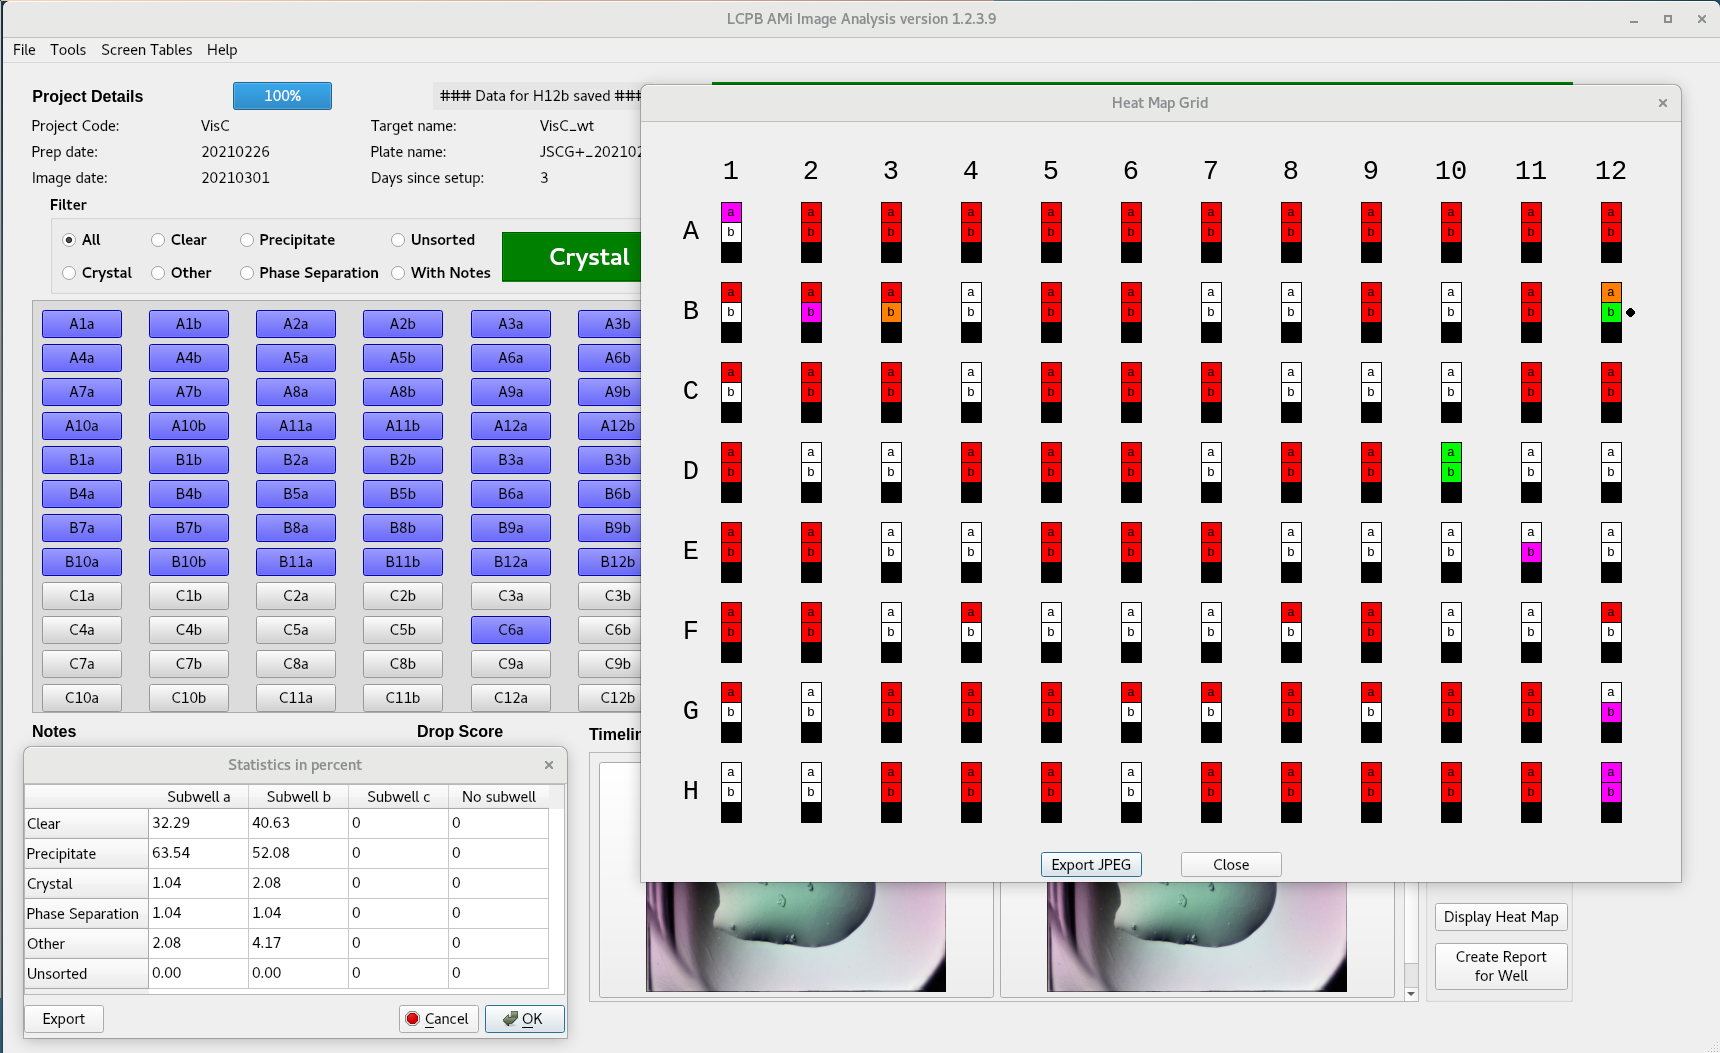 LCPB AMi Image Analysis version 1.2.3.9
File Tools Screen Tables Help
Project Details 100% ### Data for H12b saved ###
Project Code: VisC Target name: VisC_wt
Prep date: 20210226 Plate name: JSCG+_20210
Image date: 20210301 Days since setup: 3
Filter
All Clear Precipitate Unsorted
Crystal Other Phase Separation With Notes
Crystal
A1a A1b A2a A2b A3a A3b
A4a A4b A5a A5b A6a A6b
A7a A7b A8a A8b A9a A9b
A10a A10b A11a A11b A12a A12b
B1a B1b B2a B2b B3a B3b
B4a B4b B5a B5b B6a B6b
B7a B7b B8a B8b B9a B9b
B10a B10b B11a B11b B12a B12b
C1a C1b C2a C2b C3a C3b
C4a C4b C5a C5b C6a C6b
C7a C7b C8a C8b C9a C9b
C10a C10b C11a C11b C12a C12b
Notes Drop Score Timelin
Heat Map Grid
1 2 3 4 5 6 7 8 9 10 11 12
a a a a a a a a a a a a
A b b b b b b b b b b b b
a a a a a a a a a a a a
B b b b b b b b b b b b b
a a a a a a a a a a a a
C b b b b b b b b b b b b
a a a a a a a a a a a a
D b b b b b b b b b b b b
a a a a a a a a a a a a
E b b b b b b b b b b b b
a a a a a a a a a a a a
F b b b b b b b b b b b b
a a a a a a a a a a a a
G b b b b b b b b b b b b
a a a a a a a a a a a a
H b b b b b b b b b b b b
Export JPEG Close
Statistics in percent
Subwell a Subwell b Subwell c No subwell
Clear 32.29 40.63 0 0
Precipitate 63.54 52.08 0 0
Crystal 1.04 2.08 0 0
Phase Separation 1.04 1.04 0 0
Other 2.08 4.17 0 0
Unsorted 0.00 0.00 0 0
Export Cancel OK
Display Heat Map
Create Report
for Well